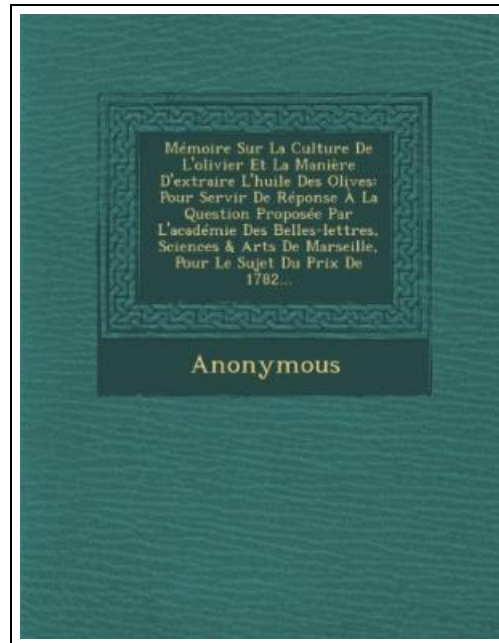 Mémoire Sur La Culture De
L'olivier Et La Manière
D'extraire L'huile Des Olives:
Pour Servir De Réponse À La
Question Proposée Par
L'académie Des Belles-lettres,
Sciences & Arts De Marseille,
Pour Le Sujet Du Prix De
1782...
Anonymous